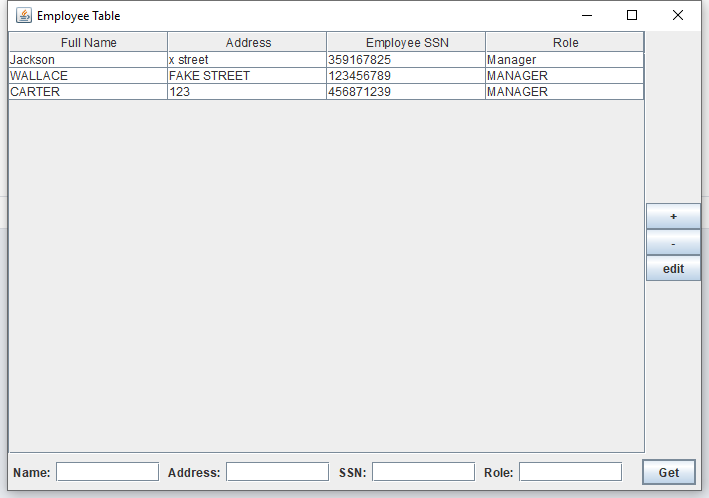 Employee Table
Full Name Address Employee SSN Role
Jackson x street 359167825 Manager
WALLACE FAKE STREET 123456789 MANAGER
CARTER 123 456871239 MANAGER
+
-
edit
Name: Address: SSN: Role: Get